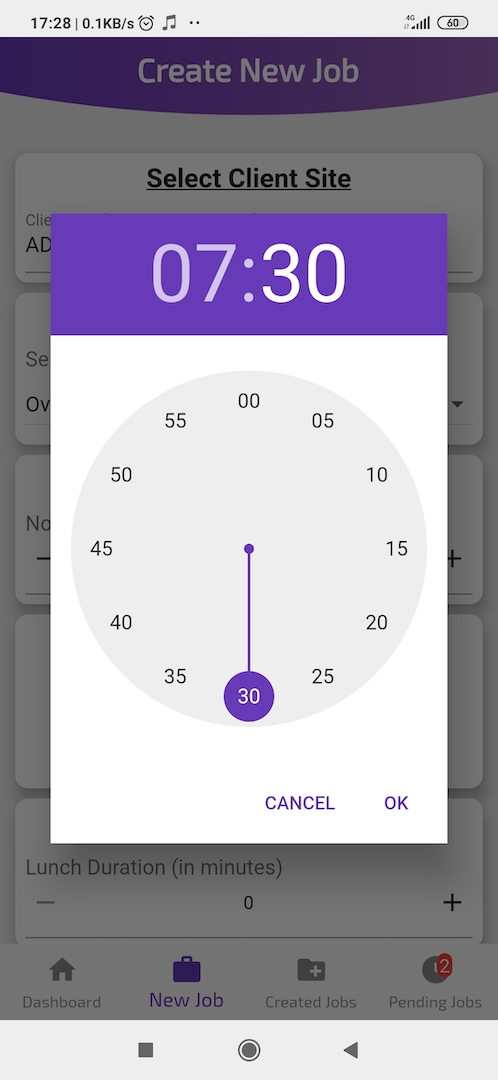 17:28 | 0.1KB/s
4G
60
Create New Job
Select Client Site
AD
07:30
Ov
No
00
05
10
15
20
25
30
35
40
45
50
55
CANCEL
OK
Lunch Duration (in minutes)
0
Dashboard
New Job
Created Jobs
2
Pending Jobs